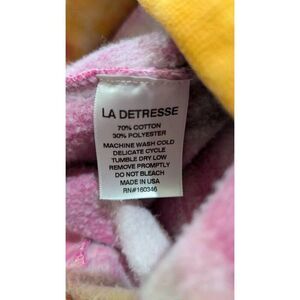 LA DETRESSE
70% COTTON
30% POLYESTER
MACHINE WASH COLD
DELICATE CYCLE
TUMBLE DRY LOW
REMOVE PROMPTLY
DO NOT BLEACH
MADE IN USA
RN#160346